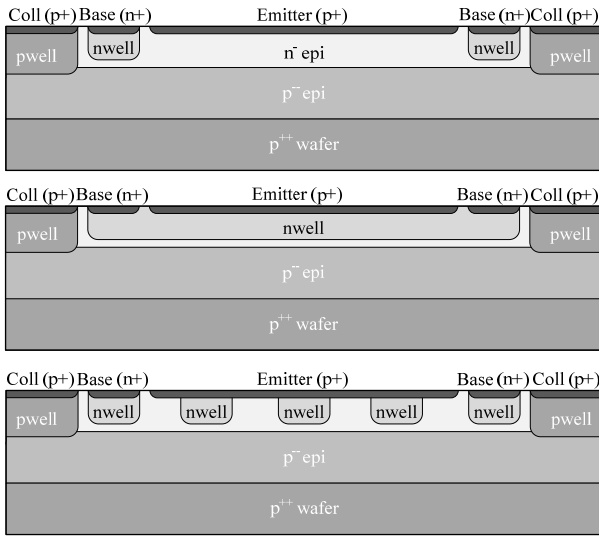 Coll (p+) Base (n+) Emitter (p+) Base (n+) Coll (p+)
pwell nwell n⁻ epi nwell pwell
p⁻⁻ epi
p⁺⁺ wafer
Coll (p+) Base (n+) Emitter (p+) Base (n+) Coll (p+)
pwell nwell pwell
p⁻⁻ epi
p⁺⁺ wafer
Coll (p+) Base (n+) Emitter (p+) Base (n+) Coll (p+)
pwell nwell nwell nwell nwell nwell pwell
p⁻⁻ epi
p⁺⁺ wafer